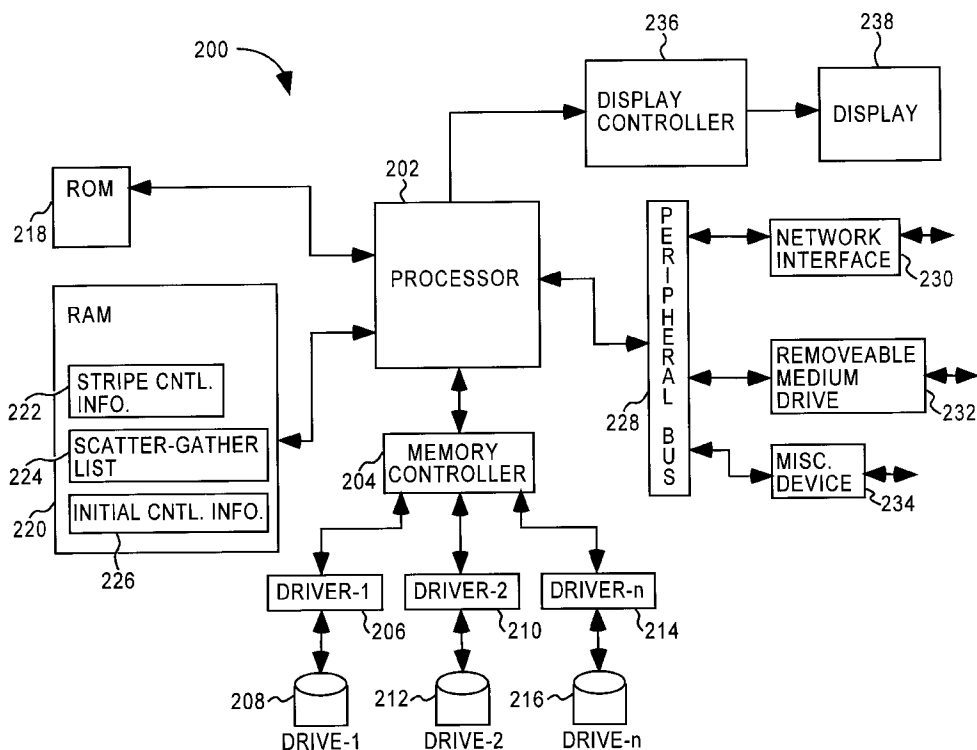 200
236
238
DISPLAY
CONTROLLER
DISPLAY
202
ROM
218
PROCESSOR
PERIPHERAL BUS
228
NETWORK
INTERFACE
230
RAM
STRIPE CNTL.
INFO.
222
SCATTER-GATHER
LIST
224
INITIAL CNTL. INFO.
220
226
REMOVEABLE
MEDIUM
DRIVE
232
MEMORY
CONTROLLER
204
MISC.
DEVICE
234
DRIVER-1
206
DRIVER-2
210
DRIVER-n
214
208
212
216
DRIVE-1
DRIVE-2
DRIVE-n